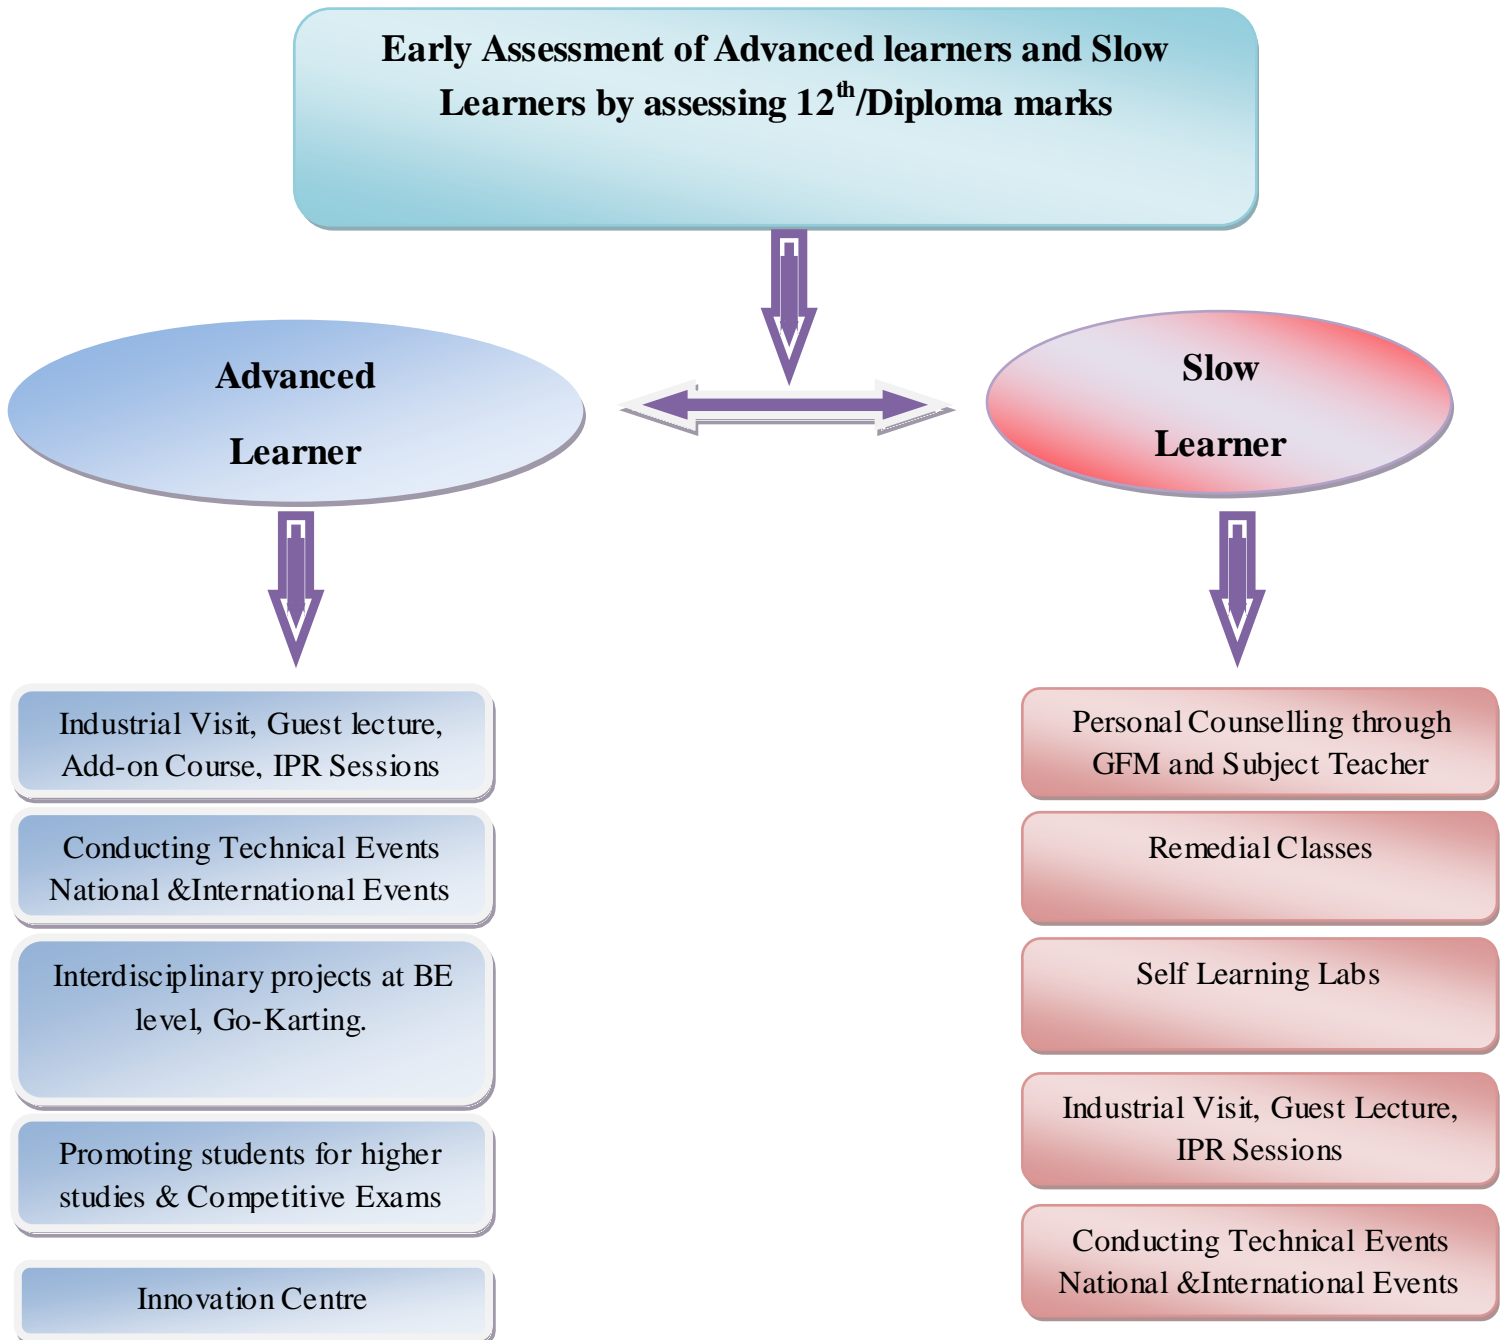 Early Assessment of Advanced learners and Slow
Learners by assessing 12th/Diploma marks
Advanced
Learner
Slow
Learner
Industrial Visit, Guest lecture,
Add-on Course, IPR Sessions
Conducting Technical Events
National &International Events
Interdisciplinary projects at BE
level, Go-Karting.
Promoting students for higher
studies & Competitive Exams
Innovation Centre
Personal Counselling through
GFM and Subject Teacher
Remedial Classes
Self Learning Labs
Industrial Visit, Guest Lecture,
IPR Sessions
Conducting Technical Events
National &International Events